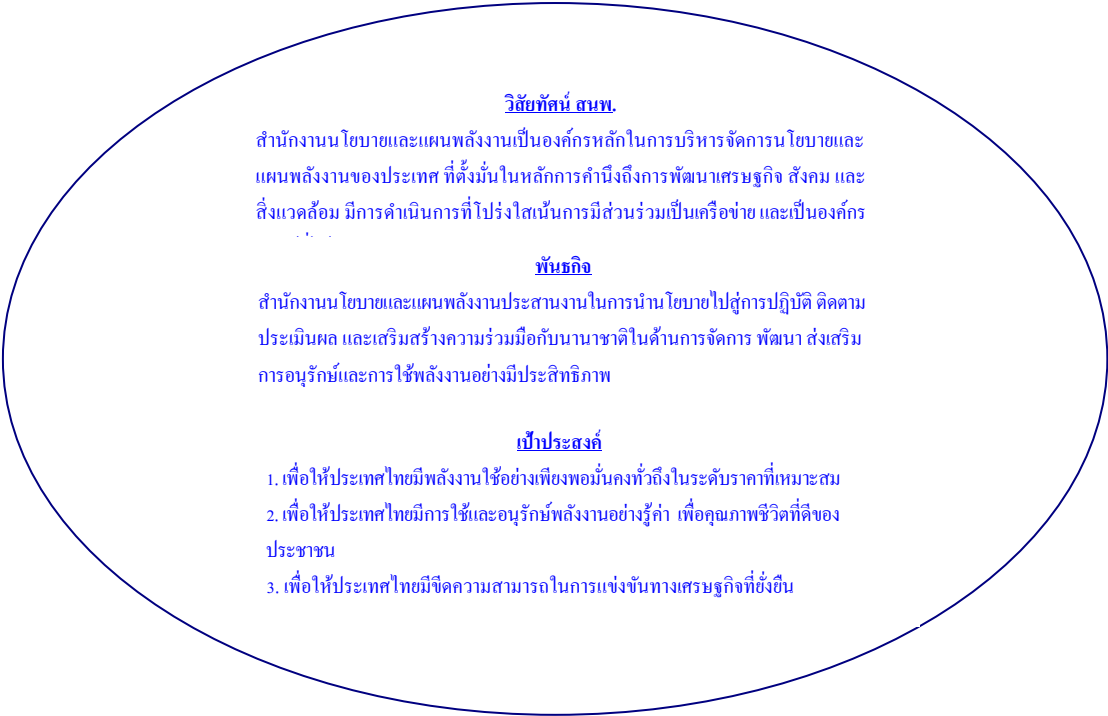 วิสัยทัศน์ สนพ.
สำนักงานนโยบายและแผนพลังงานเป็นองค์กรหลักในการบริหารจัดการนโยบายและ
แผนพลังงานของประเทศ ที่ตั้งมั่นในหลักการคำนึงถึงการพัฒนาเศรษฐกิจ สังคม และ
สิ่งแวดล้อม มีการดำเนินการที่โปร่งใสเน้นการมีส่วนร่วมเป็นเครือข่าย และเป็นองค์กร
พันธกิจ
สำนักงานนโยบายและแผนพลังงานประสานงานในการนำนโยบายไปสู่การปฏิบัติ ติดตาม
ประเมินผล และเสริมสร้างความร่วมมือกับนานาชาติในด้านการจัดการ พัฒนา ส่งเสริม
การอนุรักษ์และการใช้พลังงานอย่างมีประสิทธิภาพ
เป้าประสงค์
1. เพื่อให้ประเทศไทยมีพลังงานใช้อย่างเพียงพอมั่นคงทั่วถึงในระดับราคาที่เหมาะสม
2. เพื่อให้ประเทศไทยมีการใช้และอนุรักษ์พลังงานอย่างรู้ค่า เพื่อคุณภาพชีวิตที่ดีของ
ประชาชน
3. เพื่อให้ประเทศไทยมีขีดความสามารถในการแข่งขันทางเศรษฐกิจที่ยั่งยืน